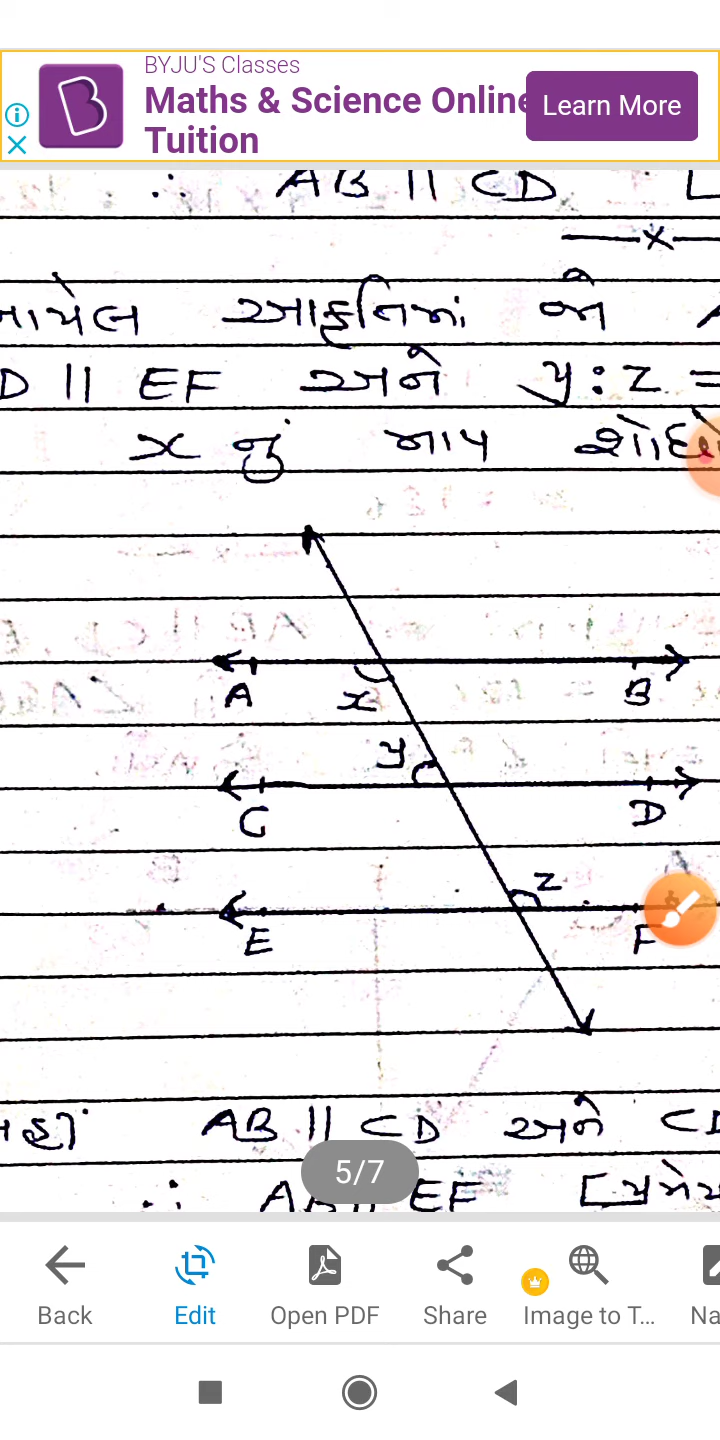 BYJU'S Classes
Maths & Science Online
Tuition
Learn More
∴ AB || CD [
—x—
આકૃતિમાં જો
|| EF અને y : z =
x નું માપ શોધો
A x B
y
C D
z
E F
AB || CD અને
5/7
∴ AB || EF [
Back
Edit
Open PDF
Share
Image to T...
Na